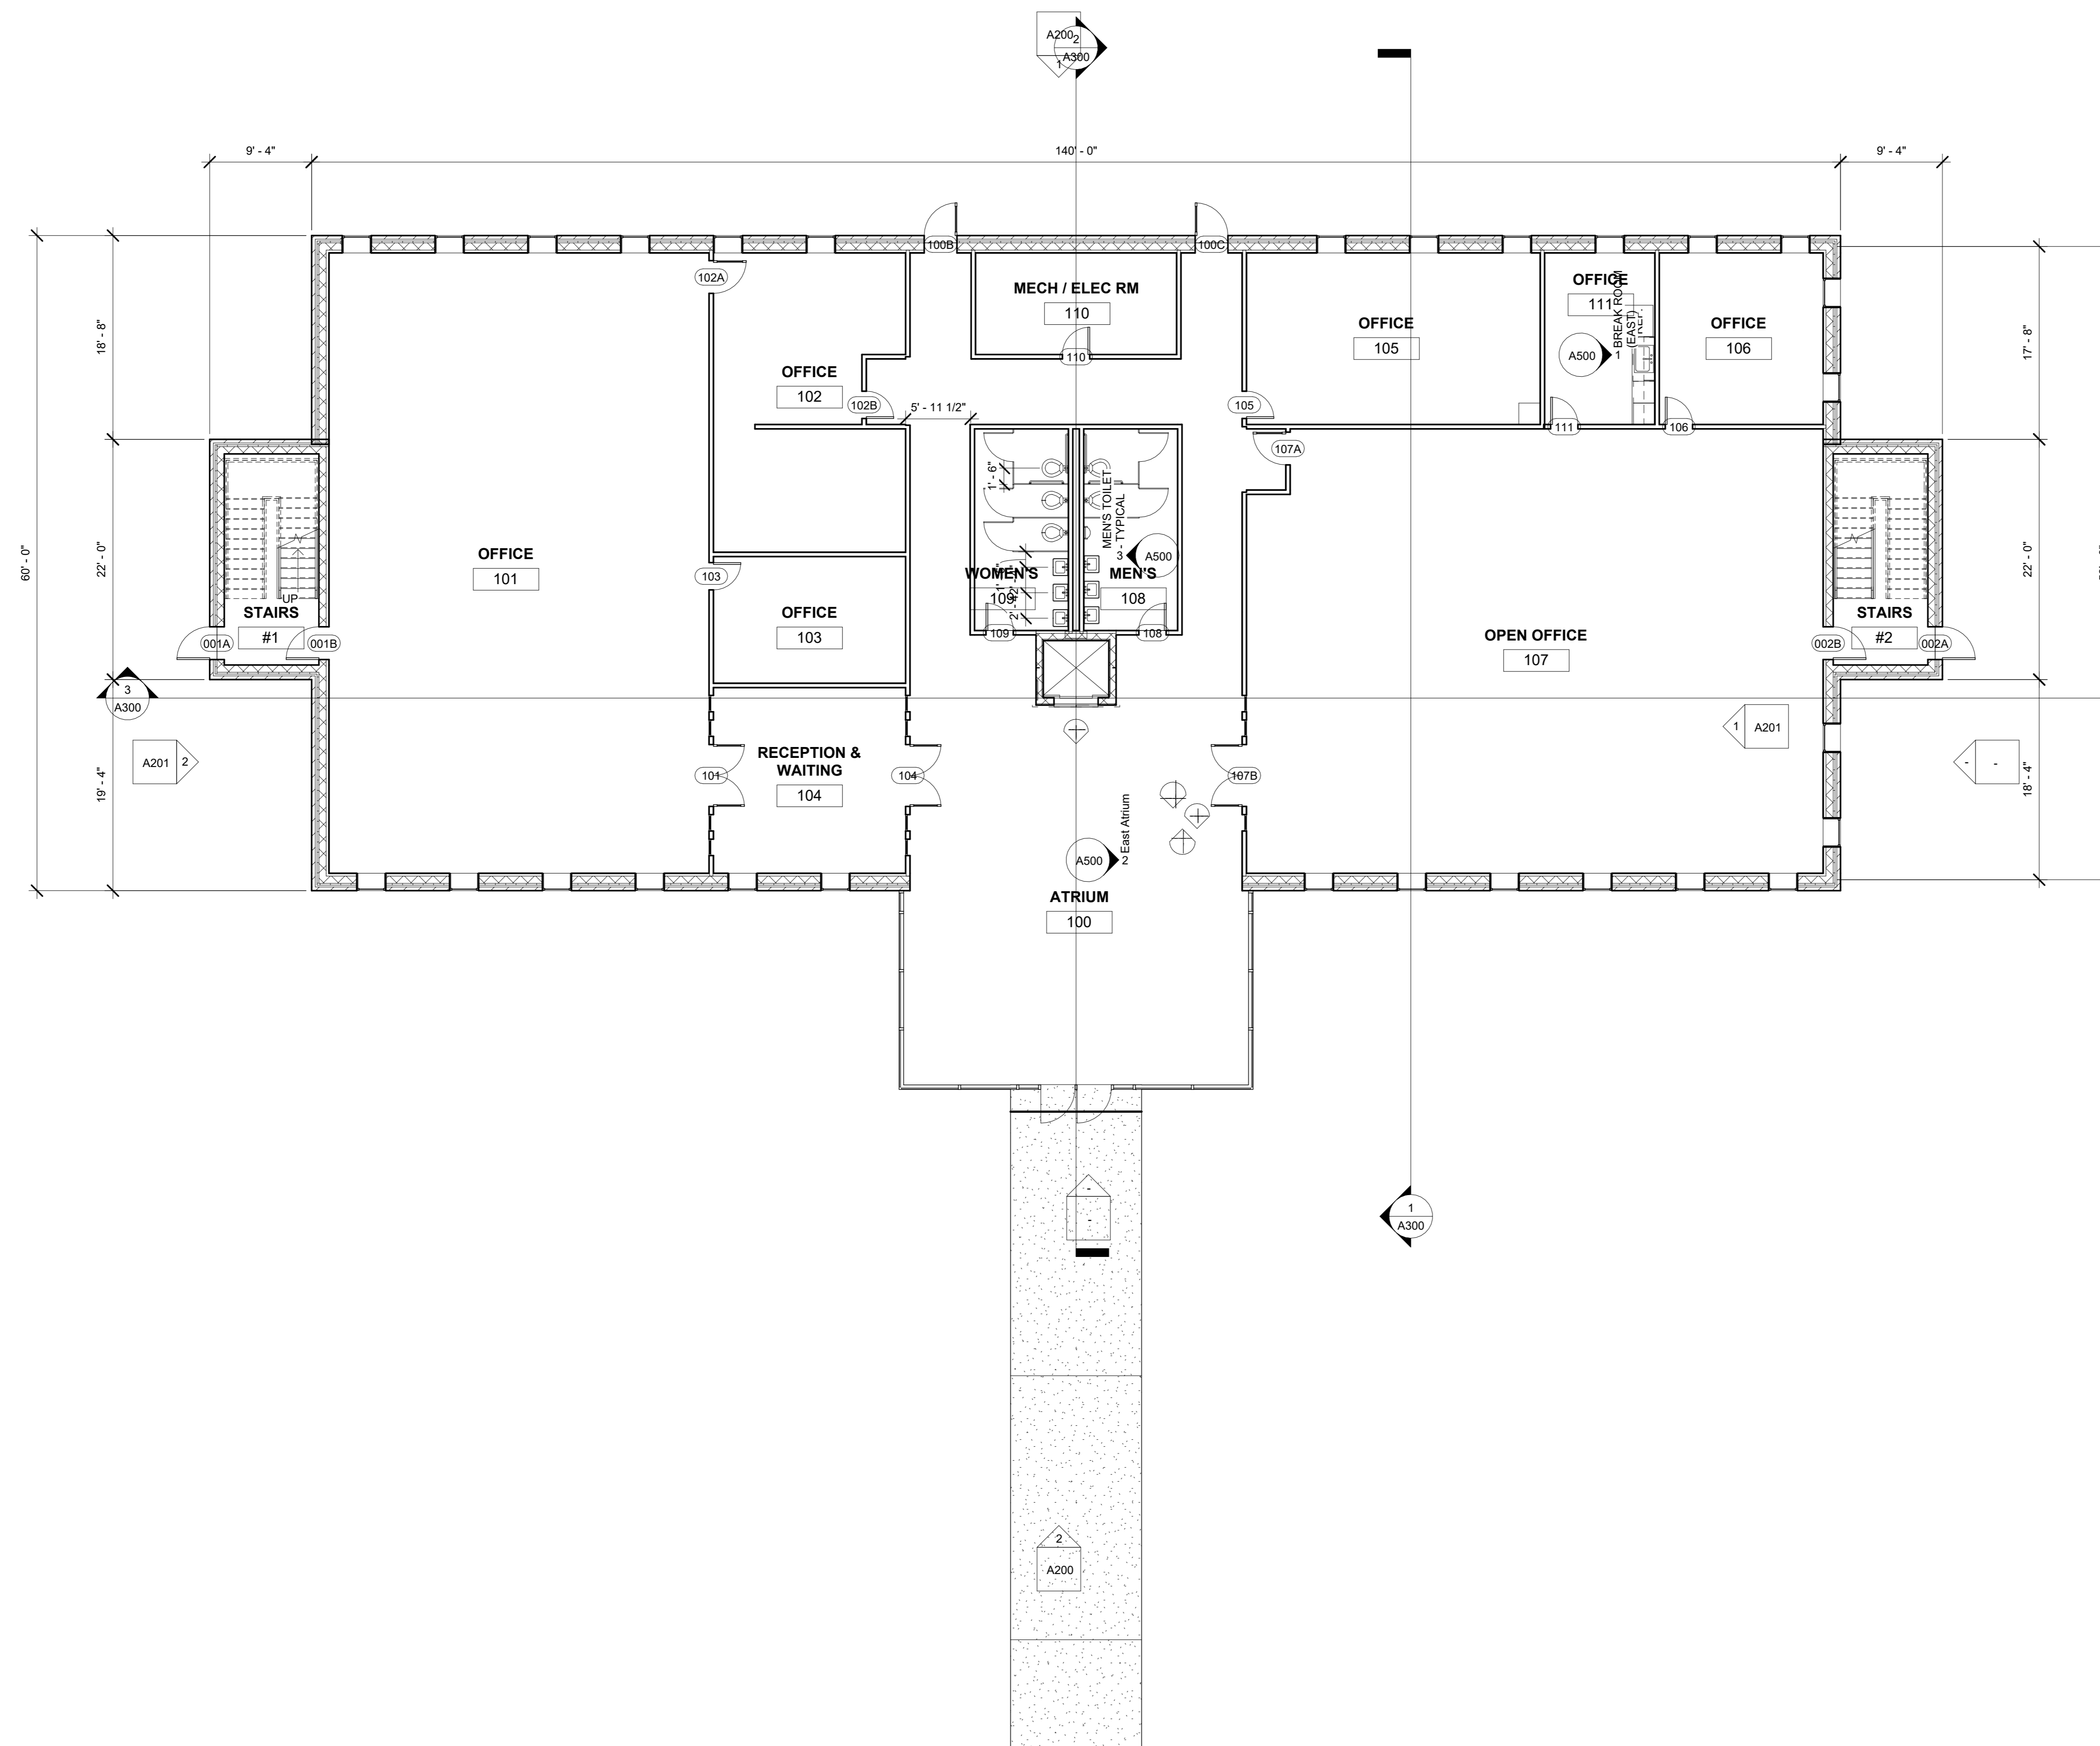 A200
2
A300
1
9' - 4"
140' - 0"
9' - 4"
100B
100C
102A
MECH / ELEC RM
110
110
OFFICE
102
102B
5' - 11 1/2"
OFFICE
105
105
OFFICE
111
BREAK ROOM
(EAST)
A500
1
111
OFFICE
106
106
107A
18' - 8"
17' - 8"
60' - 0"
22' - 0"
22' - 0"
19' - 4"
18' - 4"
1' - 6"
MEN'S TOILET
- TYPICAL
3
A500
OFFICE
101
103
OFFICE
103
WOMEN'S
109
109
MEN'S
108
108
UP
STAIRS
#1
001A
001B
OPEN OFFICE
107
STAIRS
#2
002B
002A
3
A300
A201
2
101
RECEPTION &
WAITING
104
104
107B
1
A201
-
-
East Atrium
A500
2
ATRIUM
100
-
-
1
A300
2
A200